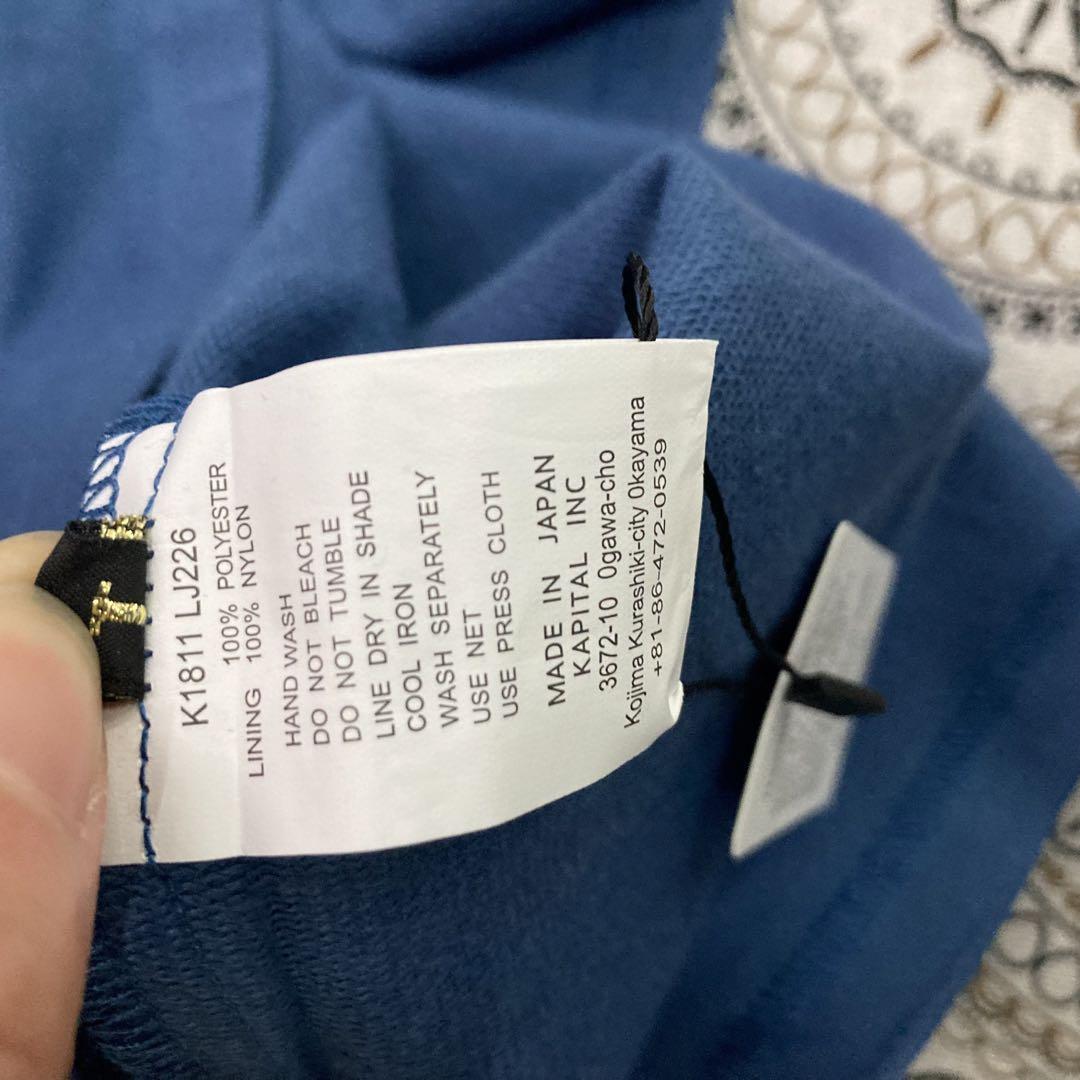 K1811 LJ226
100% POLYESTER
LINING 100% NYLON
HAND WASH
DO NOT BLEACH
DO NOT TUMBLE
LINE DRY IN SHADE
COOL IRON
WASH SEPARATELY
USE NET
USE PRESS CLOTH
MADE IN JAPAN
KAPITAL INC
3672-10 Ogawa-cho
Kojima Kurashiki-city Okayama
+81-86-472-0539